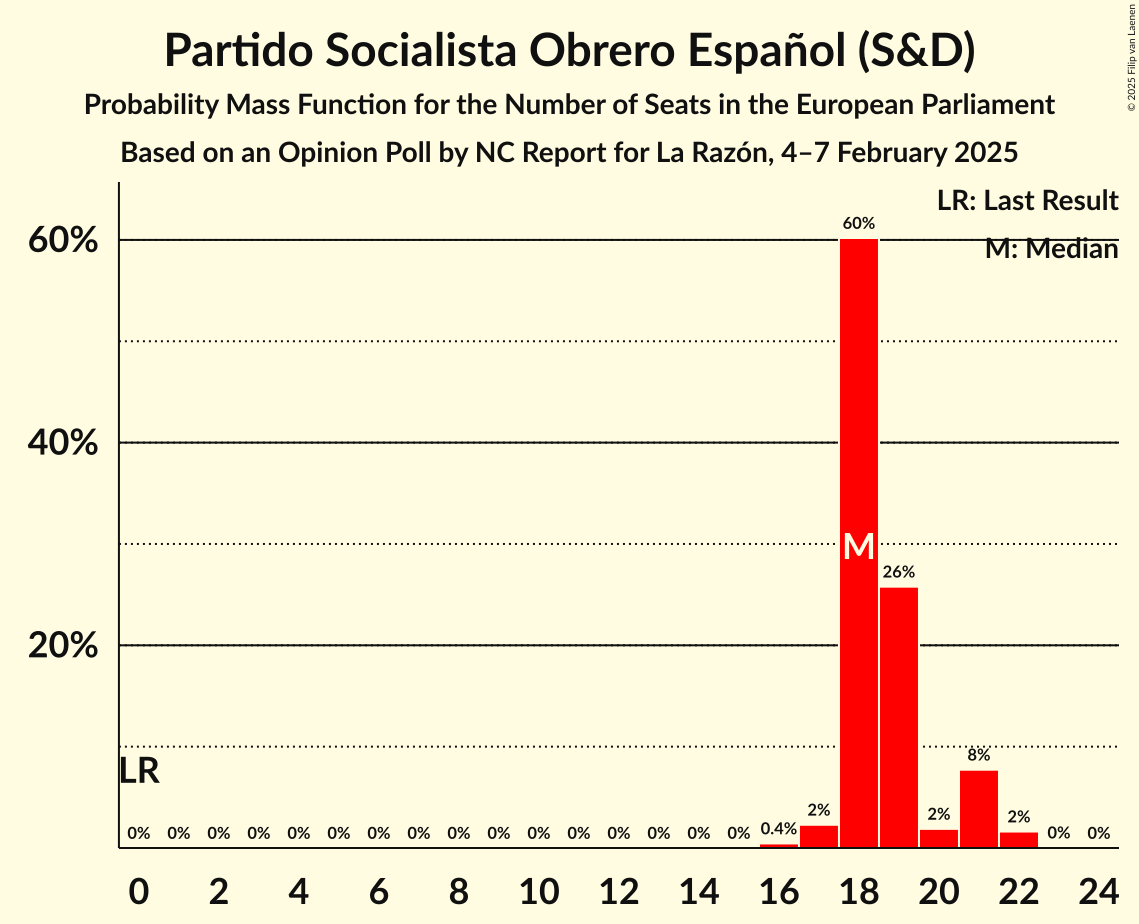 Partido Socialista Obrero Español (S&D)
Probability Mass Function for the Number of Seats in the European Parliament
Based on an Opinion Poll by NC Report for La Razón, 4–7 February 2025
© 2025 Filip van Laenen
LR: Last Result
M: Median
60%
40%
20%
60%
M
26%
8%
LR
0% 0% 0% 0% 0% 0% 0% 0% 0% 0% 0% 0% 0% 0% 0% 0% 0.4% 2% 2% 2% 0% 0%
0 2 4 6 8 10 12 14 16 18 20 22 24